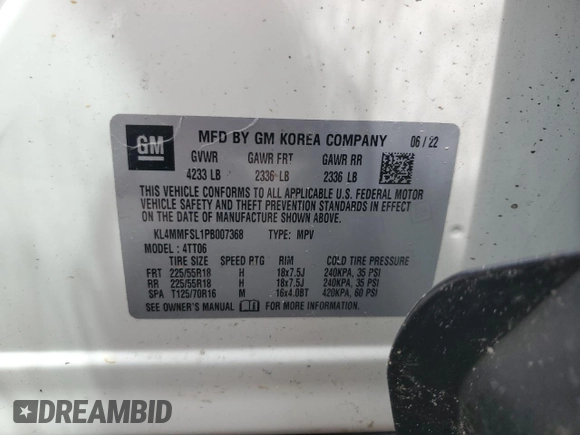 GM
MFD BY GM KOREA COMPANY 06/22
GVWR GAWR FRT GAWR RR
4233 LB 2336 LB 2336 LB
THIS VEHICLE CONFORMS TO ALL APPLICABLE U.S. FEDERAL MOTOR
VEHICLE SAFETY AND THEFT PREVENTION STANDARDS IN EFFECT
ON THE DATE OF MANUFACTURE SHOWN ABOVE.
KL4MMFSL1PB007368 TYPE: MPV
MODEL: 4TT06
TIRE SIZE SPEED RTG RIM COLD TIRE PRESSURE
FRT 225/55R18 H 18x7.5J 240KPA, 35 PSI
RR 225/55R18 H 18x7.5J 240KPA, 35 PSI
SPA T125/70R16 M 16x4.0BT 420KPA, 60 PSI
SEE OWNER'S MANUAL FOR MORE INFORMATION.
DREAMBID